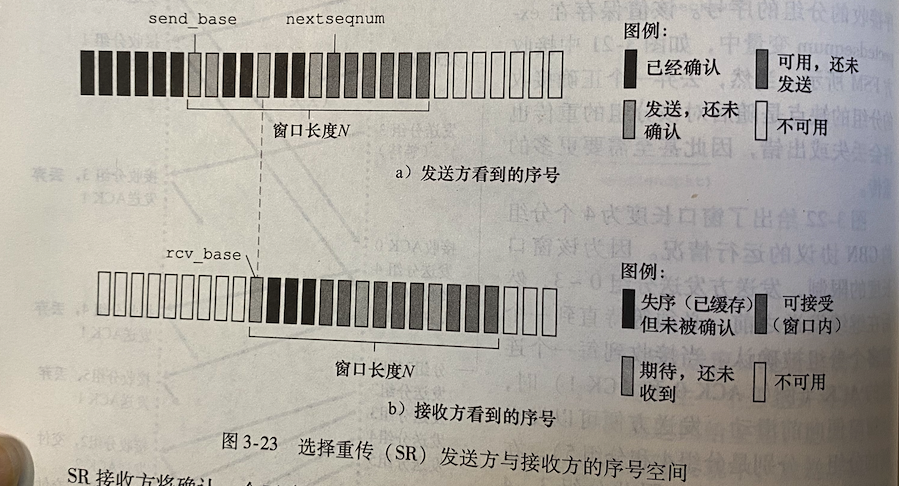 send_base nextseqnum
图例：
已经确认 可用，还未
发送
发送，还未
确认 不可用
窗口长度N
a）发送方看到的序号
rcv_base
图例：
失序（已缓存） 可接受
但未被确认 （窗口内）
期待，还未
收到 不可用
窗口长度N
b）接收方看到的序号
图3-23 选择重传（SR）发送方与接收方的序号空间
SR 接收方将确认一个